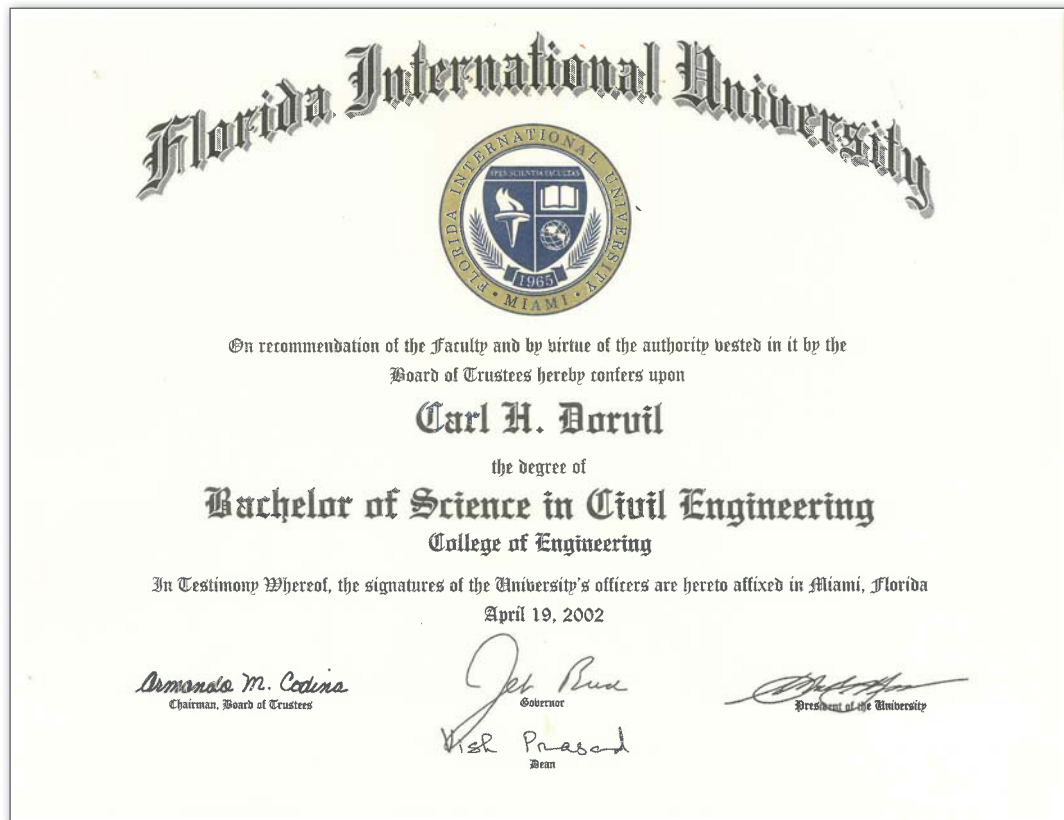 Florida International University
FLORIDA INTERNATIONAL UNIVERSITY
SPES SCIENTIA FACULTAS
1965
• MIAMI •
On recommendation of the Faculty and by virtue of the authority vested in it by the
Board of Trustees hereby confers upon
Carl H. Dorvil
the degree of
Bachelor of Science in Civil Engineering
College of Engineering
In Testimony Whereof, the signatures of the University's officers are hereto affixed in Miami, Florida
April 19, 2002
Armando M. Codina
Chairman, Board of Trustees
Jeb Bush
Governor
President of the University
Vish Prasad
Dean